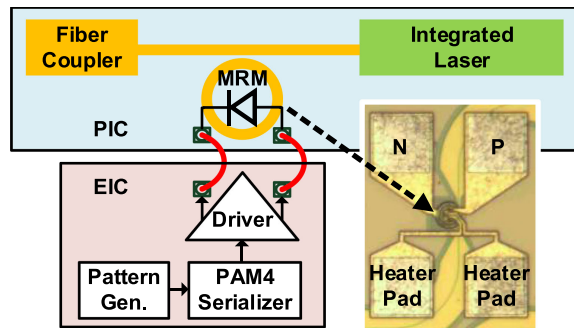 Fiber
Coupler
Integrated
Laser
MRM
PIC
N
P
EIC
Driver
Pattern
Gen.
PAM4
Serializer
Heater
Pad
Heater
Pad